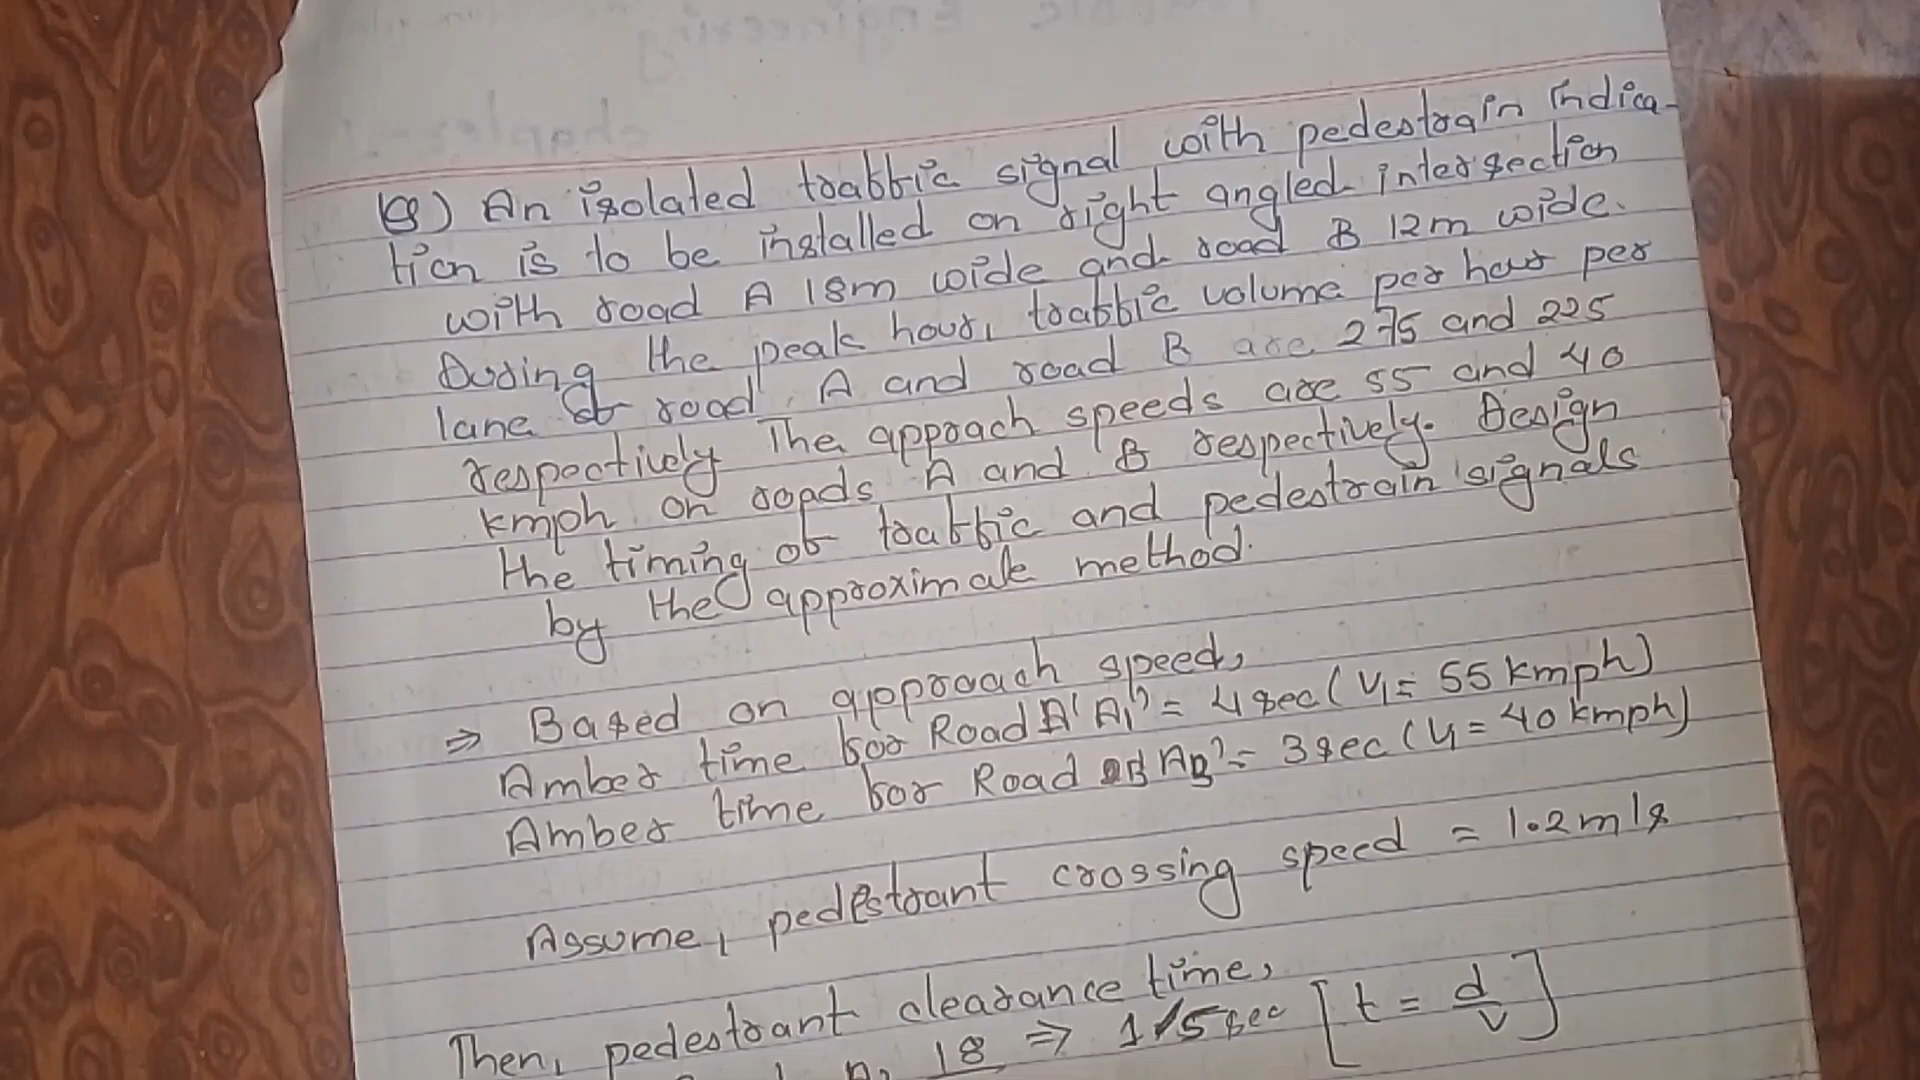 Q) An isolated traffic signal with pedestrain indica-
tion is to be installed on right angled intersection
with road A 18m wide and road B 12m wide.
During the peak hour, traffic volume per hour per
lane of road A and road B are 275 and 225
respectively The approach speeds are 55 and 40
kmph on roads A and B respectively. Design
the timing of traffic and pedestrain signals
by the approximate method.
⇒ Based on approach speed,
Amber time for Road A' A₁' = 4 sec (V₁ = 55 kmph)
Amber time for Road B AB' = 3 sec (V₁ = 40 kmph)
Assume, pedestrant crossing speed = 1.2 m/s
Then, pedestrant clearance time,
18 ⇒ 15 sec [t = d/v]